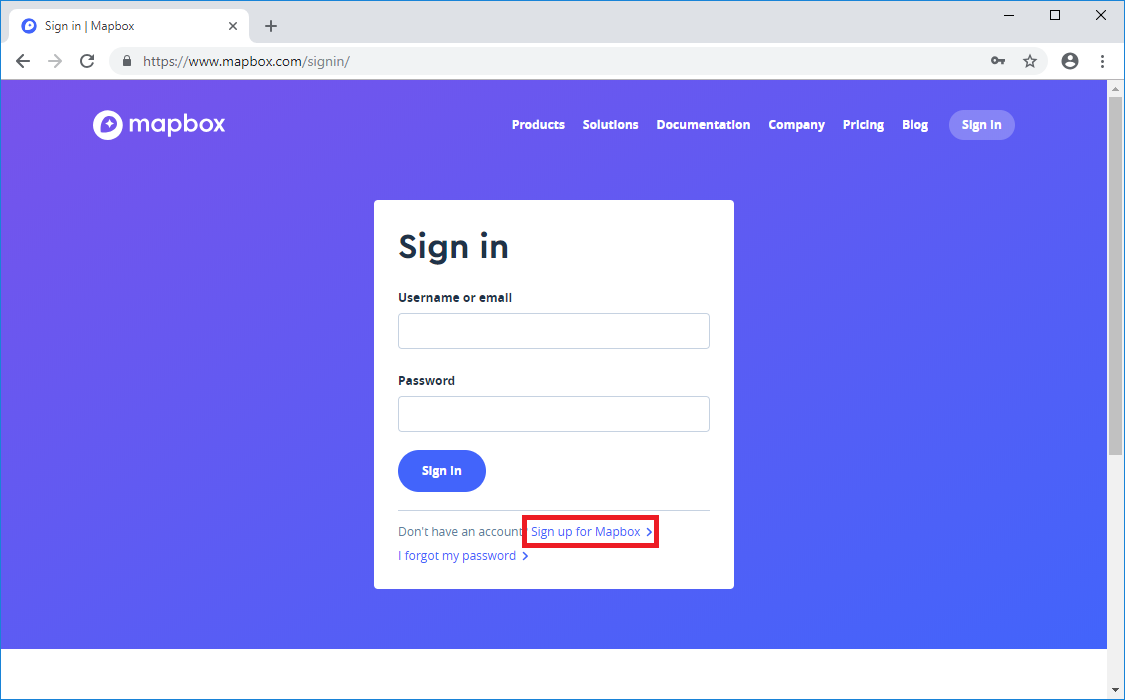 Sign in | Mapbox
https://www.mapbox.com/signin/
mapbox
Products Solutions Documentation Company Pricing Blog Sign in
Sign in
Username or email
Password
Sign in
Don't have an account Sign up for Mapbox
I forgot my password